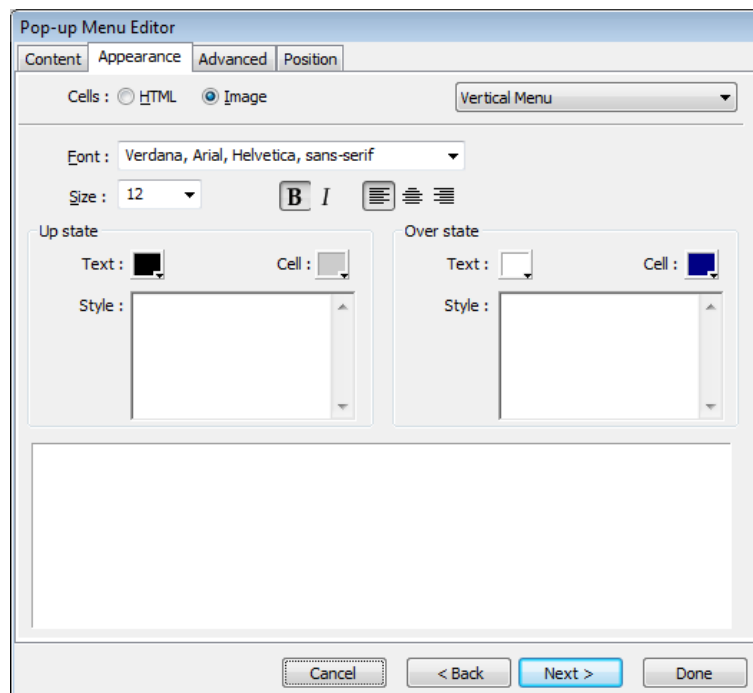 Pop-up Menu Editor
Content Appearance Advanced Position
Cells : HTML Image Vertical Menu
Font : Verdana, Arial, Helvetica, sans-serif
Size : 12 B I
Up state Over state
Text : Cell : Text : Cell :
Style : Style :
Cancel < Back Next > Done